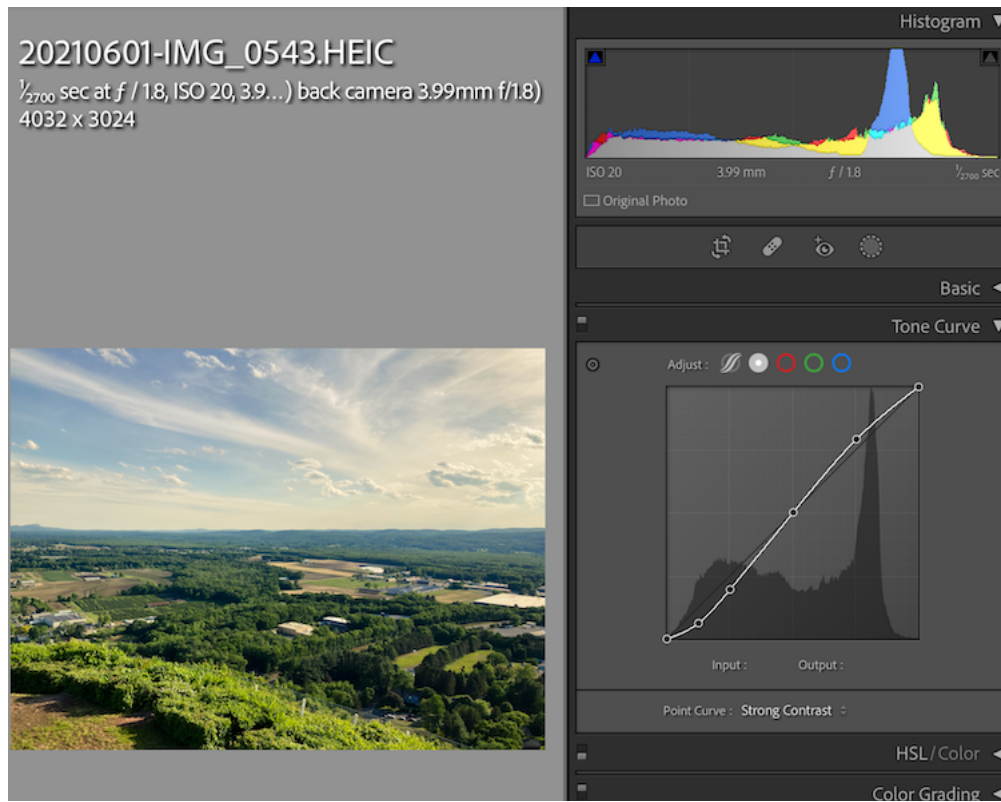 20210601-IMG_0543.HEIC
1/2700 sec at ƒ / 1.8, ISO 20, 3.9...) back camera 3.99mm f/1.8)
4032 x 3024
Histogram
ISO 20 3.99 mm ƒ / 1.8 1/2700 sec
Original Photo
Basic
Tone Curve
Adjust :
Input : Output :
Point Curve : Strong Contrast
HSL / Color
Color Grading